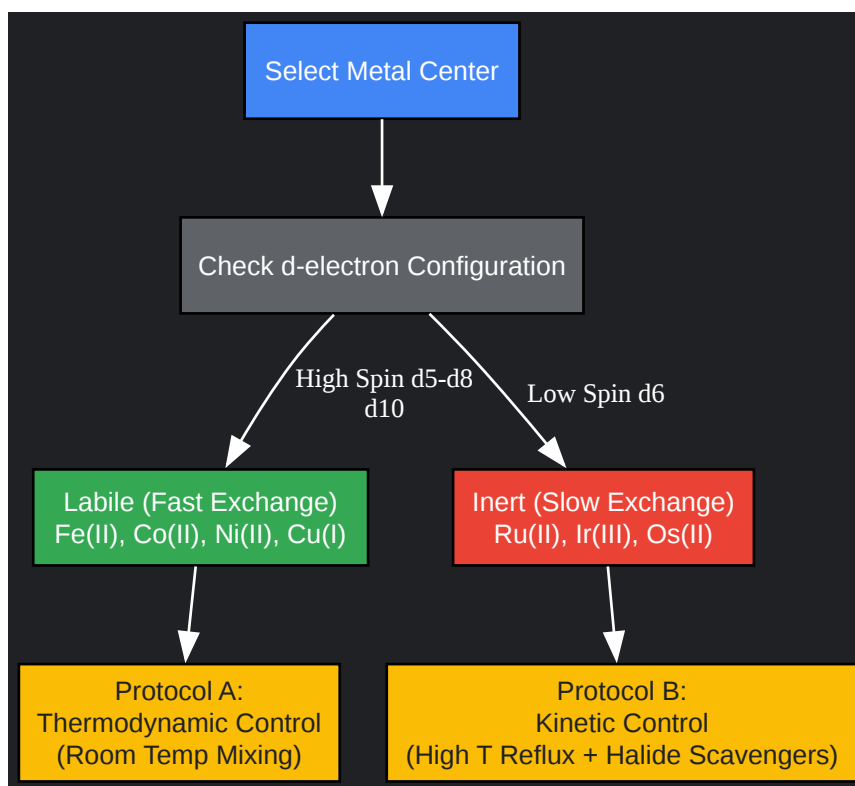 Select Metal Center
Check d-electron Configuration
High Spin d5-d8
d10
Low Spin d6
Labile (Fast Exchange)
Fe(II), Co(II), Ni(II), Cu(I)
Inert (Slow Exchange)
Ru(II), Ir(III), Os(II)
Protocol A:
Thermodynamic Control
(Room Temp Mixing)
Protocol B:
Kinetic Control
(High T Reflux + Halide Scavengers)